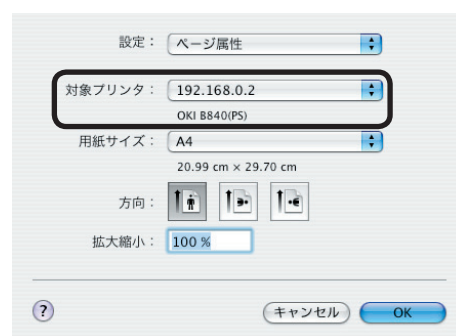 設定： ページ属性
対象プリンタ： 192.168.0.2
OKI B840(PS)
用紙サイズ： A4
20.99 cm × 29.70 cm
方向：
拡大縮小： 100 %
? キャンセル OK